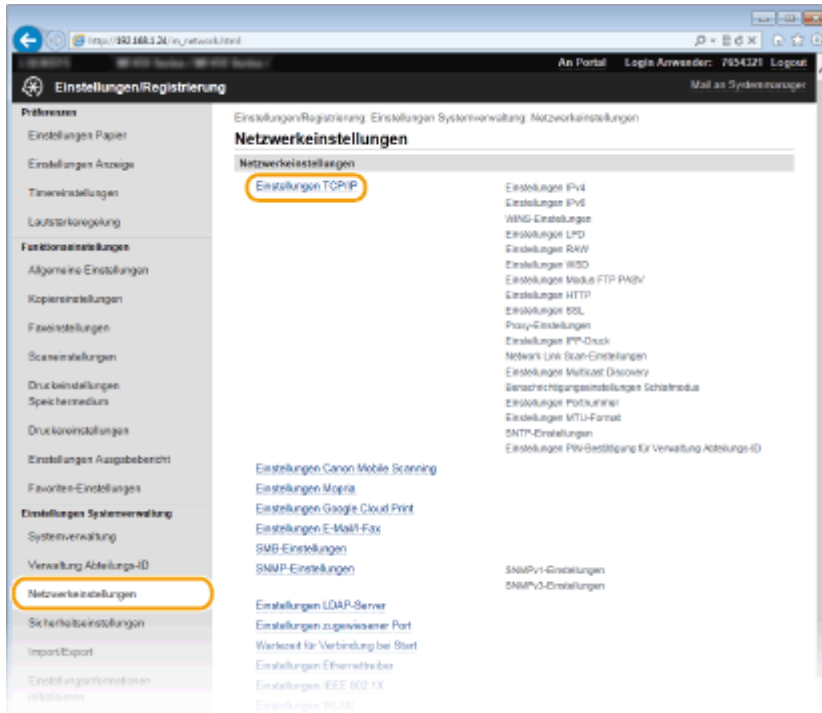 http://192.168.1.24/m_network.html
An Portal Login Anwender: 7654321 Logout
Einstellungen/Registrierung
Mail an Systemmanager
Präferenzen
Einstellungen Papier
Einstellungen Anzeige
Timereinstellungen
Lautstärkeregelung
Funktionseinstellungen
Allgemeine Einstellungen
Kopiereinstellungen
Faxeinstellungen
Scaneinstellungen
Druckeinstellungen
Speichermedium
Druckereinstellungen
Einstellungen Ausgabebericht
Favoriten-Einstellungen
Einstellungen Systemverwaltung
Systemverwaltung
Verwaltung Abteilungs-ID
Netzwerkeinstellungen
Sicherheitseinstellungen
Import/Export
Einstellungsinformationen
initialisieren
Einstellungen/Registrierung: Einstellungen Systemverwaltung: Netzwerkeinstellungen
Netzwerkeinstellungen
Netzwerkeinstellungen
Einstellungen TCP/IP
Einstellungen IPv4
Einstellungen IPv6
WINS-Einstellungen
Einstellungen LPD
Einstellungen RAW
Einstellungen WSD
Einstellungen Modus FTP PASV
Einstellungen HTTP
Einstellungen SSL
Proxy-Einstellungen
Einstellungen IPP-Druck
Network Link Scan-Einstellungen
Einstellungen Multicast Discovery
Benachrichtigungseinstellungen Schlafmodus
Einstellungen Portnummer
Einstellungen MTU-Format
SNTP-Einstellungen
Einstellungen PIN-Bestätigung für Verwaltung Abteilungs-ID
Einstellungen Canon Mobile Scanning
Einstellungen Mopria
Einstellungen Google Cloud Print
Einstellungen E-Mail/I-Fax
SMB-Einstellungen
SNMP-Einstellungen
SNMPv1-Einstellungen
SNMPv3-Einstellungen
Einstellungen LDAP-Server
Einstellungen zugewiesener Port
Wartezeit für Verbindung bei Start
Einstellungen Ethernettreiber
Einstellungen IEEE 802.1X
Einstellungen WLAN